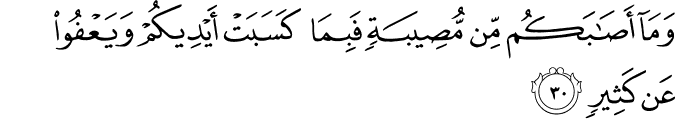 وَمَآ أَصَـٰبَكُم مِّن مُّصِيبَةٍ فَبِمَا كَسَبَتْ أَيْدِيكُمْ وَيَعْفُوا۟
عَن كَثِيرٍ ٣٠